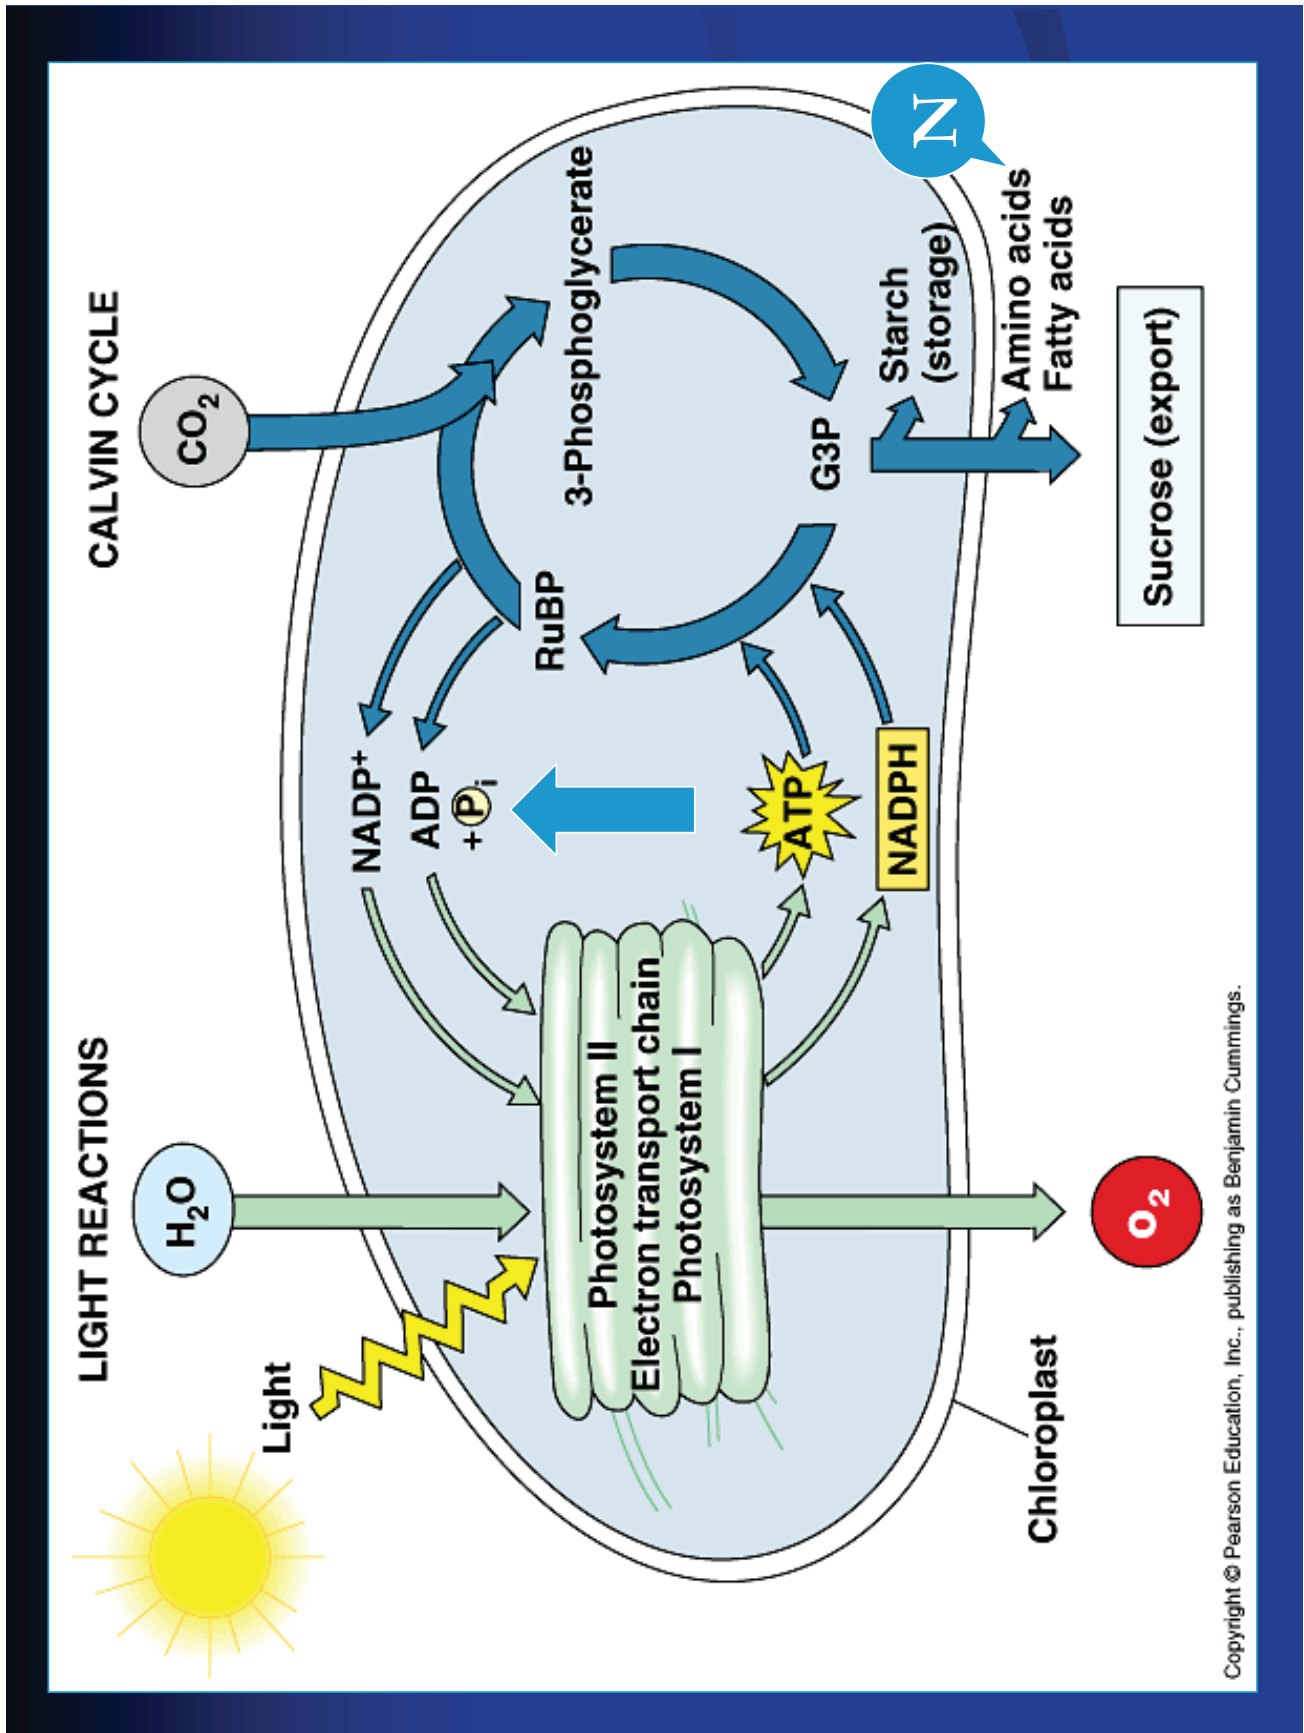 LIGHT REACTIONS
CALVIN CYCLE
Light
H₂O
CO₂
NADP⁺
ADP
+Pᵢ
RuBP
3-Phosphoglycerate
Photosystem II
Electron transport chain
Photosystem I
ATP
NADPH
G3P
Starch
(storage)
N
Amino acids
Fatty acids
Chloroplast
O₂
Sucrose (export)
Copyright © Pearson Education, Inc., publishing as Benjamin Cummings.